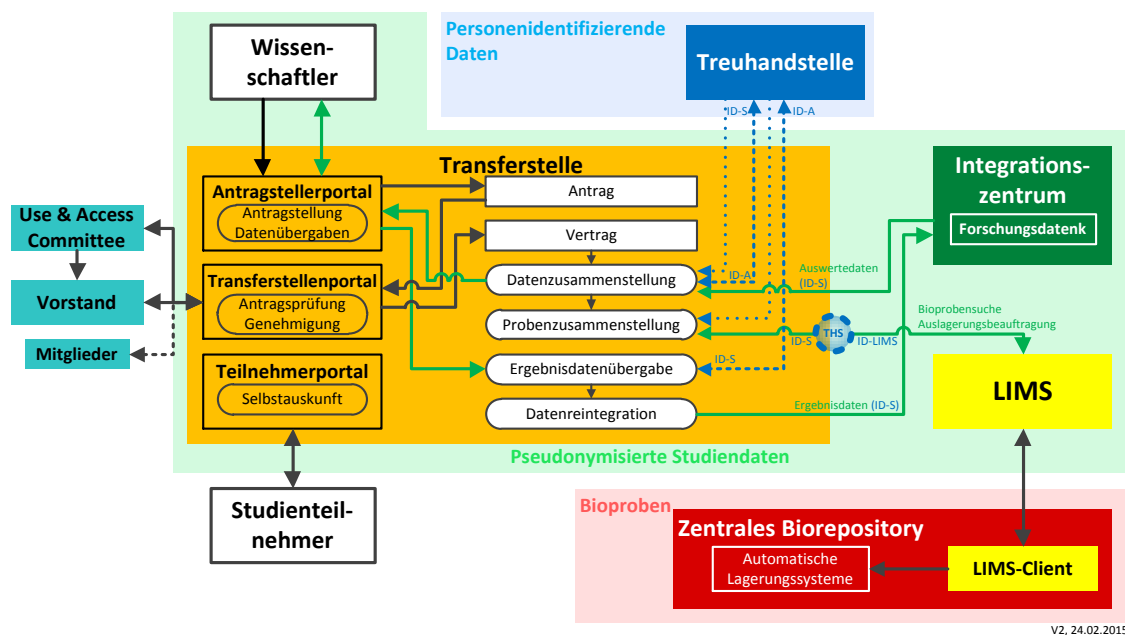 Wissen-
schaftler
Personenidentifizierende
Daten
Treuhandstelle
ID-S
ID-A
Transferstelle
Antragstellerportal
Antragstellung
Datenübergaben
Antrag
Vertrag
Integrations-
zentrum
Forschungsdatenk
Use & Access
Committee
Vorstand
Mitglieder
Transferstellenportal
Antragsprüfung
Genehmigung
Datenzusammenstellung
ID-A
Auswertedaten
(ID-S)
Probenzusammenstellung
ID-S
THS
ID-LIMS
Bioprobensuche
Auslagerungsbeauftragung
Teilnehmerportal
Selbstauskunft
Ergebnisdatenübergabe
ID-S
Datenreintegration
Ergebnisdaten (ID-S)
LIMS
Pseudonymisierte Studiendaten
Studienteil-
nehmer
Bioproben
Zentrales Biorepository
Automatische
Lagerungssysteme
LIMS-Client
V2, 24.02.2015